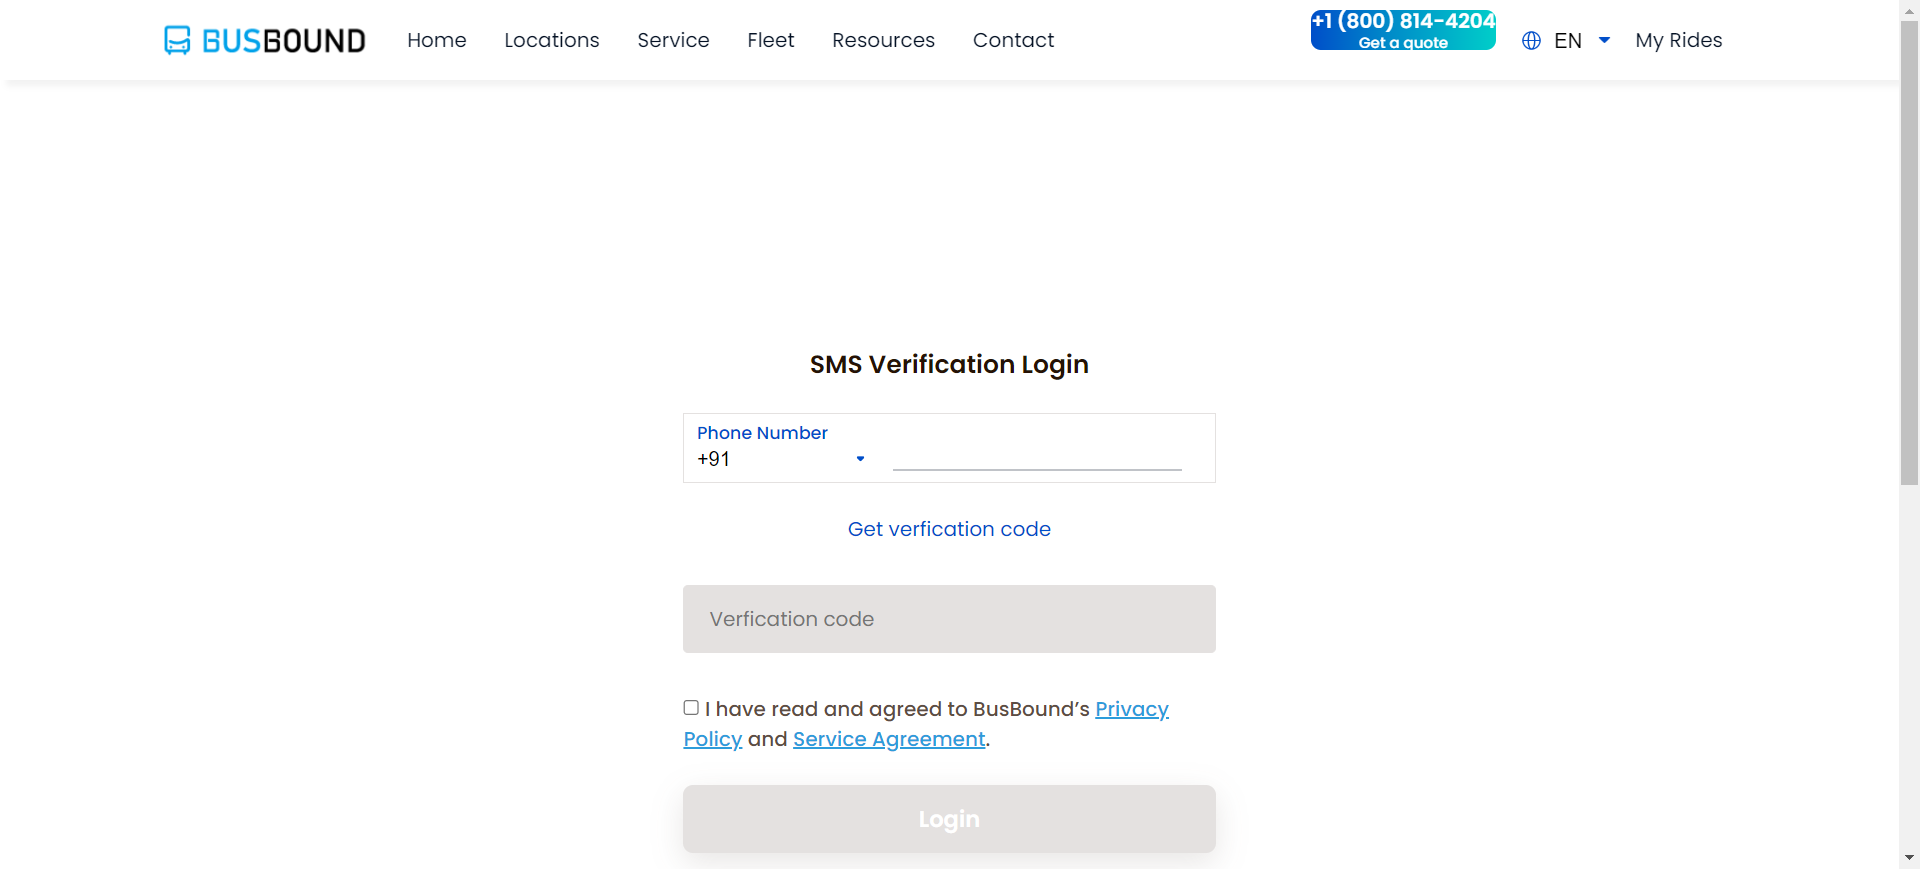 BUSBOUND Home Locations Service Fleet Resources Contact +1 (800) 814-4204 EN My Rides
Get a quote
SMS Verification Login
Phone Number
+91
Get verfication code
Verfication code
I have read and agreed to BusBound’s Privacy
Policy and Service Agreement.
Login